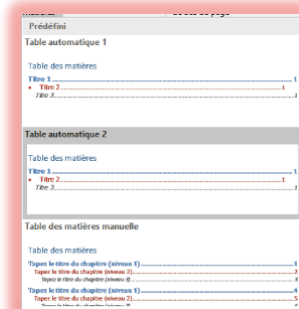 Prédéfini
Table automatique 1
Table des matières
Titre 1 1
• Titre 2 1
Titre 3 1
Table automatique 2
Table des matières
Titre 1 1
• Titre 2 1
Titre 3 1
Table des matières manuelle
Table des matières
Tapez le titre du chapitre (niveau 1) 1
Tapez le titre du chapitre (niveau 2) 2
Tapez le titre du chapitre (niveau 3) 3
Tapez le titre du chapitre (niveau 1) 4
Tapez le titre du chapitre (niveau 2) 5